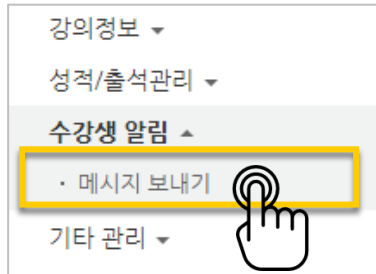 강의정보 ▾
성적/출석관리 ▾
수강생 알림 ▴
· 메시지 보내기
기타 관리 ▾